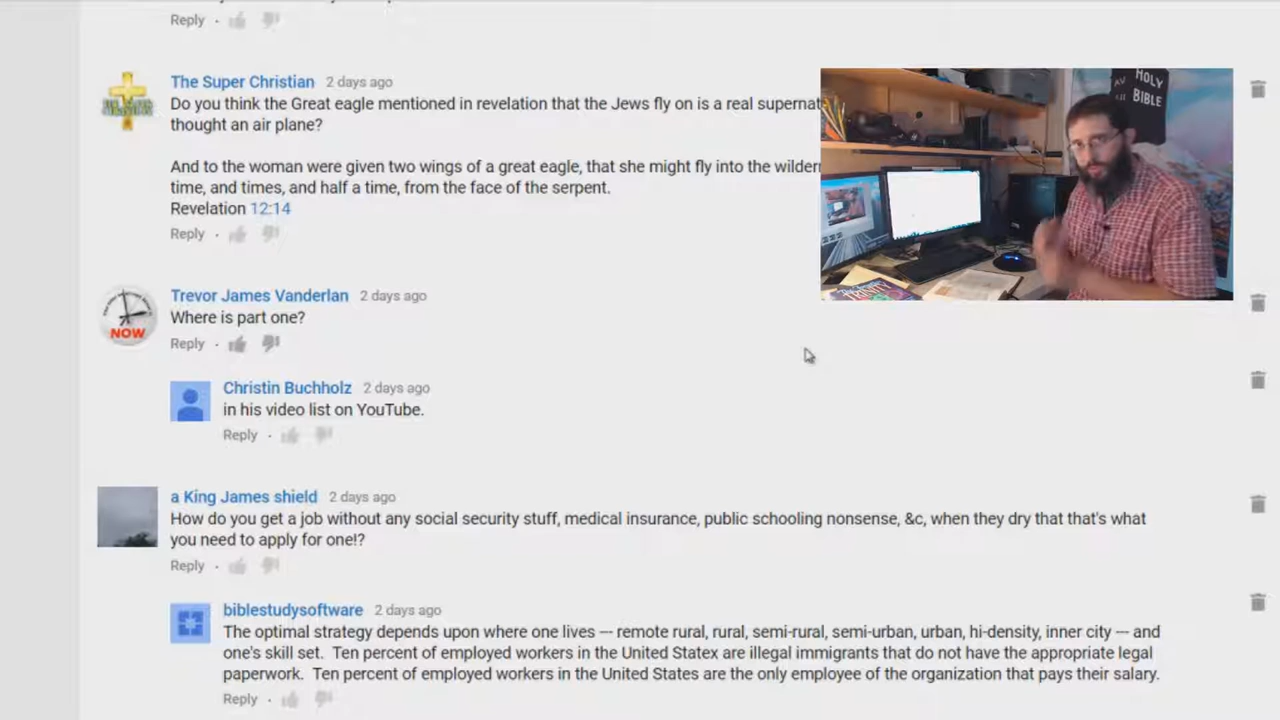 Reply ·
The Super Christian 2 days ago
Do you think the Great eagle mentioned in revelation that the Jews fly on is a real
thought an air plane?
And to the woman were given two wings of a great eagle, that she might fly into the
time, and times, and half a time, from the face of the serpent.
Revelation 12:14
Reply ·
AV
HOLY
BIBLE
TRINITY
Trevor James Vanderlan 2 days ago
NOW
Where is part one?
Reply ·
Christin Buchholz 2 days ago
in his video list on YouTube.
Reply ·
a King James shield 2 days ago
How do you get a job without any social security stuff, medical insurance, public schooling nonsense, &c, when they dry that that's what
you need to apply for one!?
Reply ·
biblestudysoftware 2 days ago
The optimal strategy depends upon where one lives --- remote rural, rural, semi-rural, semi-urban, urban, hi-density, inner city --- and
one's skill set. Ten percent of employed workers in the United Statex are illegal immigrants that do not have the appropriate legal
paperwork. Ten percent of employed workers in the United States are the only employee of the organization that pays their salary.
Reply ·